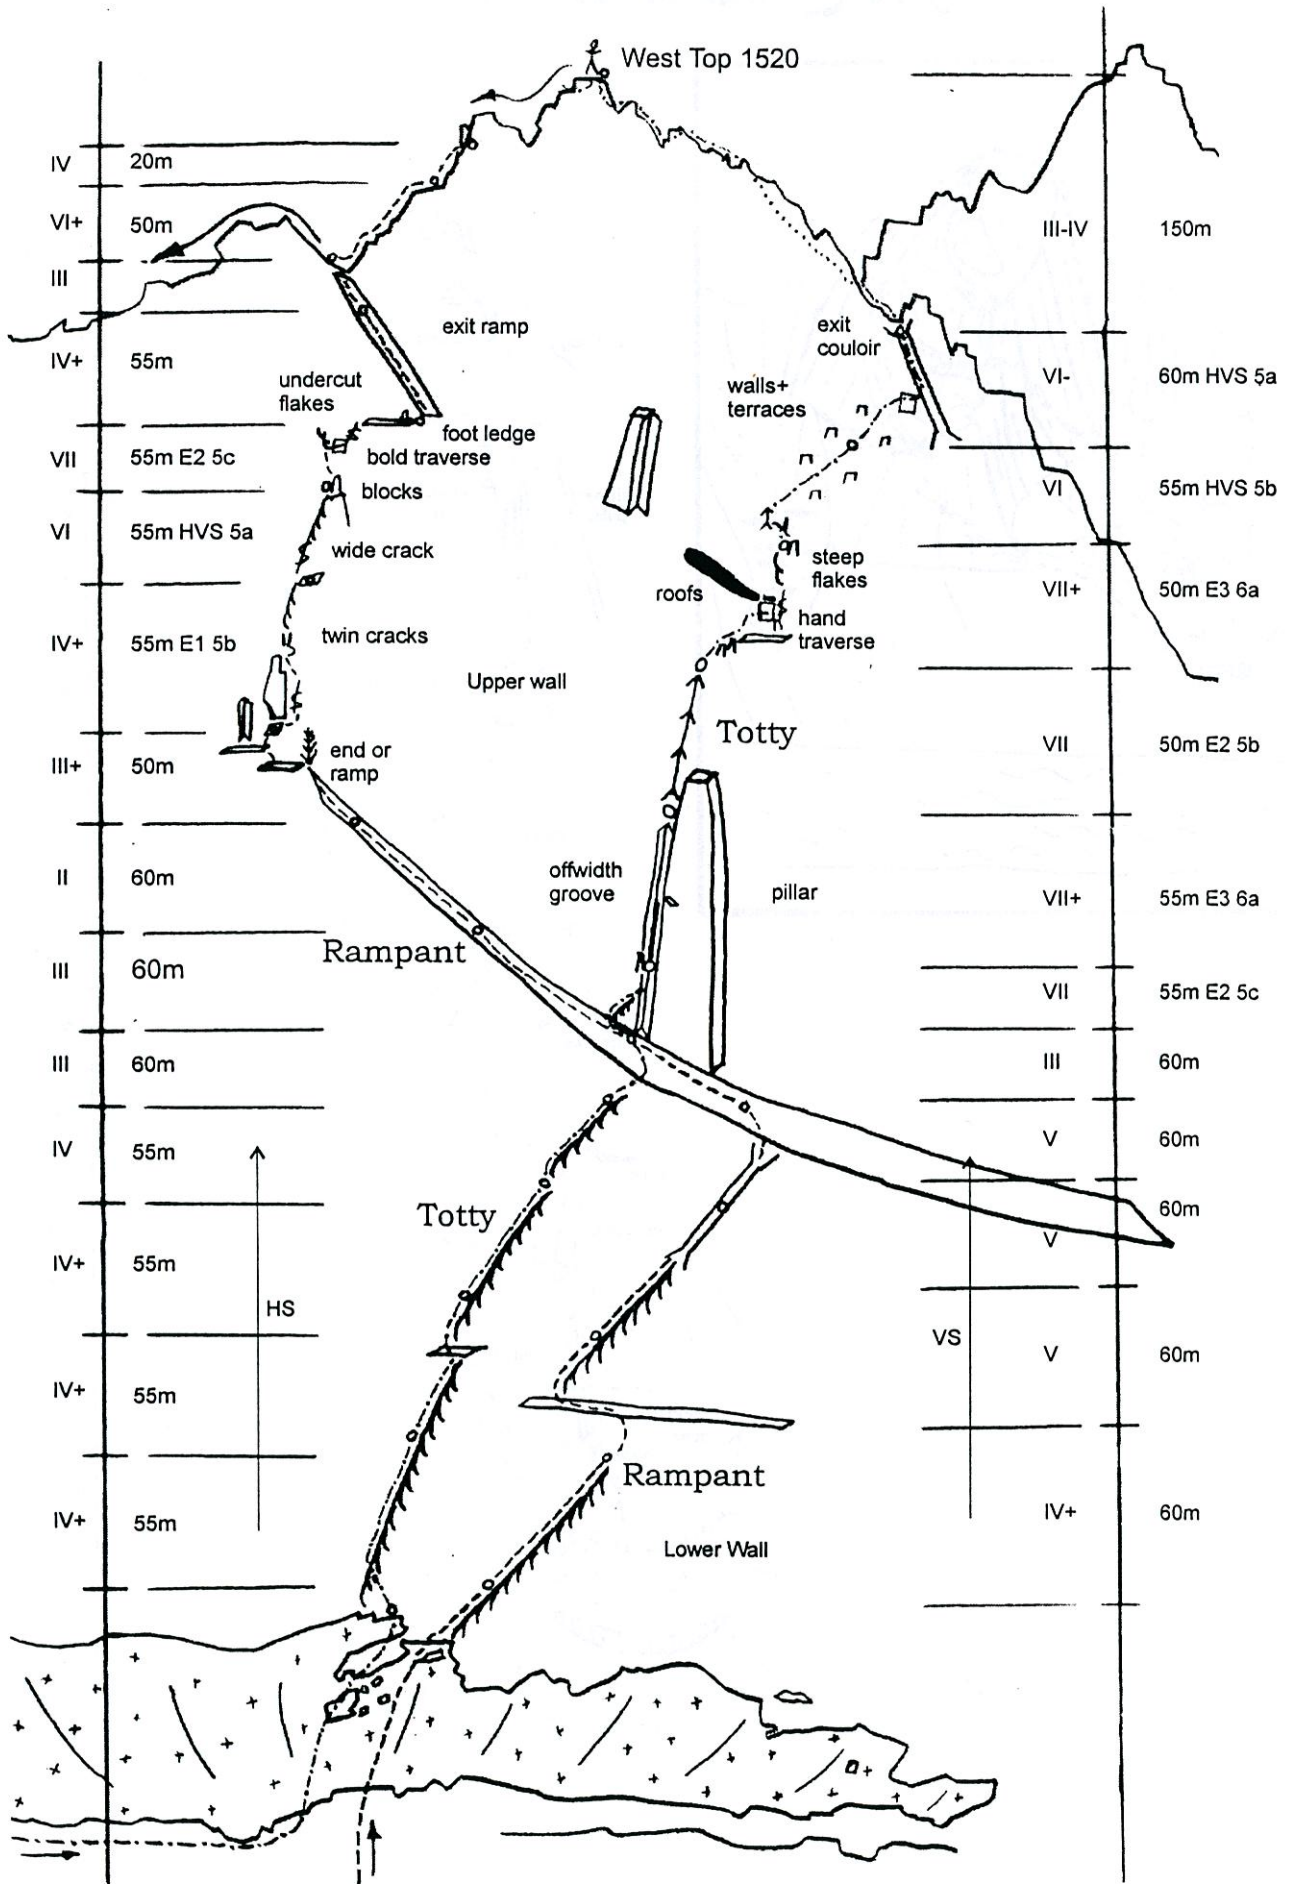 West Top 1520
IV 20m
VI+ 50m
III
IV+ 55m
VII 55m E2 5c
VI 55m HVS 5a
IV+ 55m E1 5b
III+ 50m
II 60m
III 60m
III 60m
IV 55m
IV+ 55m
HS
IV+ 55m
IV+ 55m
exit ramp
undercut
flakes
foot ledge
bold traverse
blocks
wide crack
twin cracks
Upper wall
end or
ramp
Rampant
offwidth
groove
pillar
Totty
roofs
hand
traverse
steep
flakes
walls+
terraces
exit
couloir
Totty
Rampant
Lower Wall
III-IV 150m
VI- 60m HVS 5a
VI 55m HVS 5b
VII+ 50m E3 6a
VII 50m E2 5b
VII+ 55m E3 6a
VII 55m E2 5c
III 60m
V 60m
60m
V
VS
V 60m
IV+ 60m